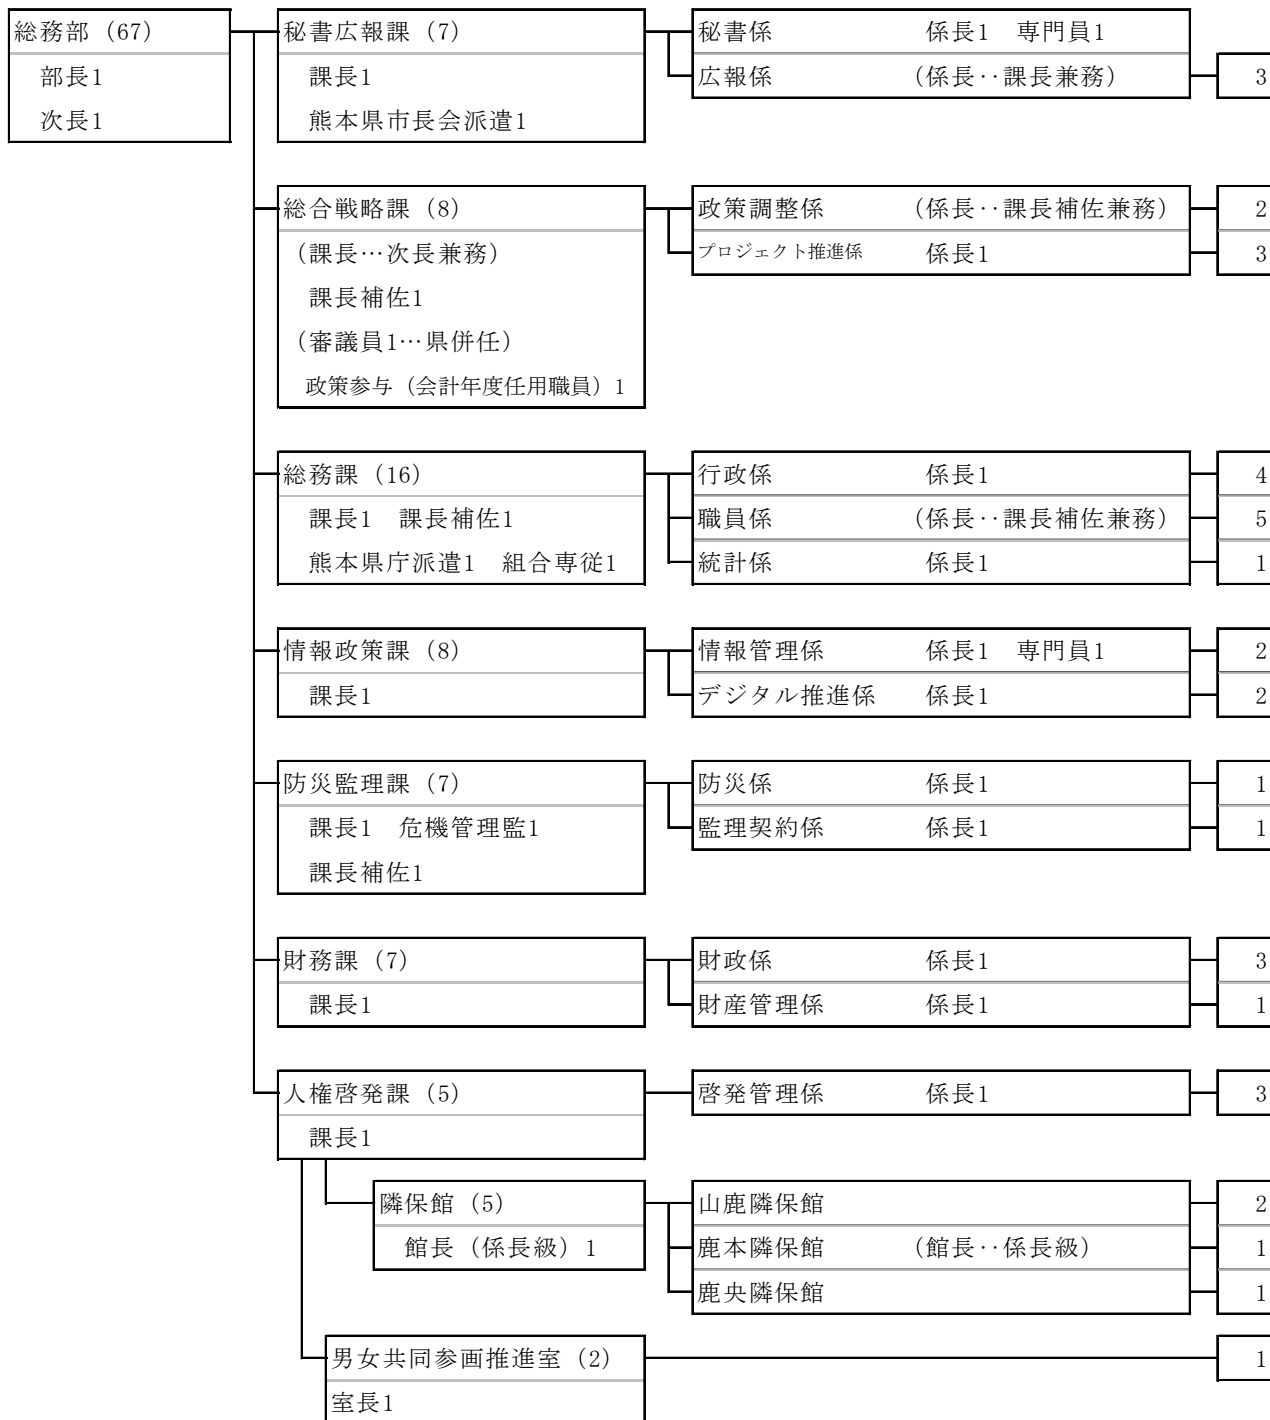 総務部（67）
部長1
次長1
秘書広報課（7）
課長1
熊本県市長会派遣1
秘書係 係長1 専門員1
広報係 （係長‥課長兼務） 3
総合戦略課（8）
（課長…次長兼務）
課長補佐1
（審議員1…県併任）
政策参与（会計年度任用職員）1
政策調整係 （係長‥課長補佐兼務） 2
プロジェクト推進係 係長1 3
総務課（16）
課長1 課長補佐1
熊本県庁派遣1 組合専従1
行政係 係長1 4
職員係 （係長‥課長補佐兼務） 5
統計係 係長1 1
情報政策課（8）
課長1
情報管理係 係長1 専門員1 2
デジタル推進係 係長1 2
防災監理課（7）
課長1 危機管理監1
課長補佐1
防災係 係長1 1
監理契約係 係長1 1
財務課（7）
課長1
財政係 係長1 3
財産管理係 係長1 1
人権啓発課（5）
課長1
啓発管理係 係長1 3
隣保館（5）
館長（係長級）1
山鹿隣保館 2
鹿本隣保館 （館長‥係長級） 1
鹿央隣保館 1
男女共同参画推進室（2） 1
室長1